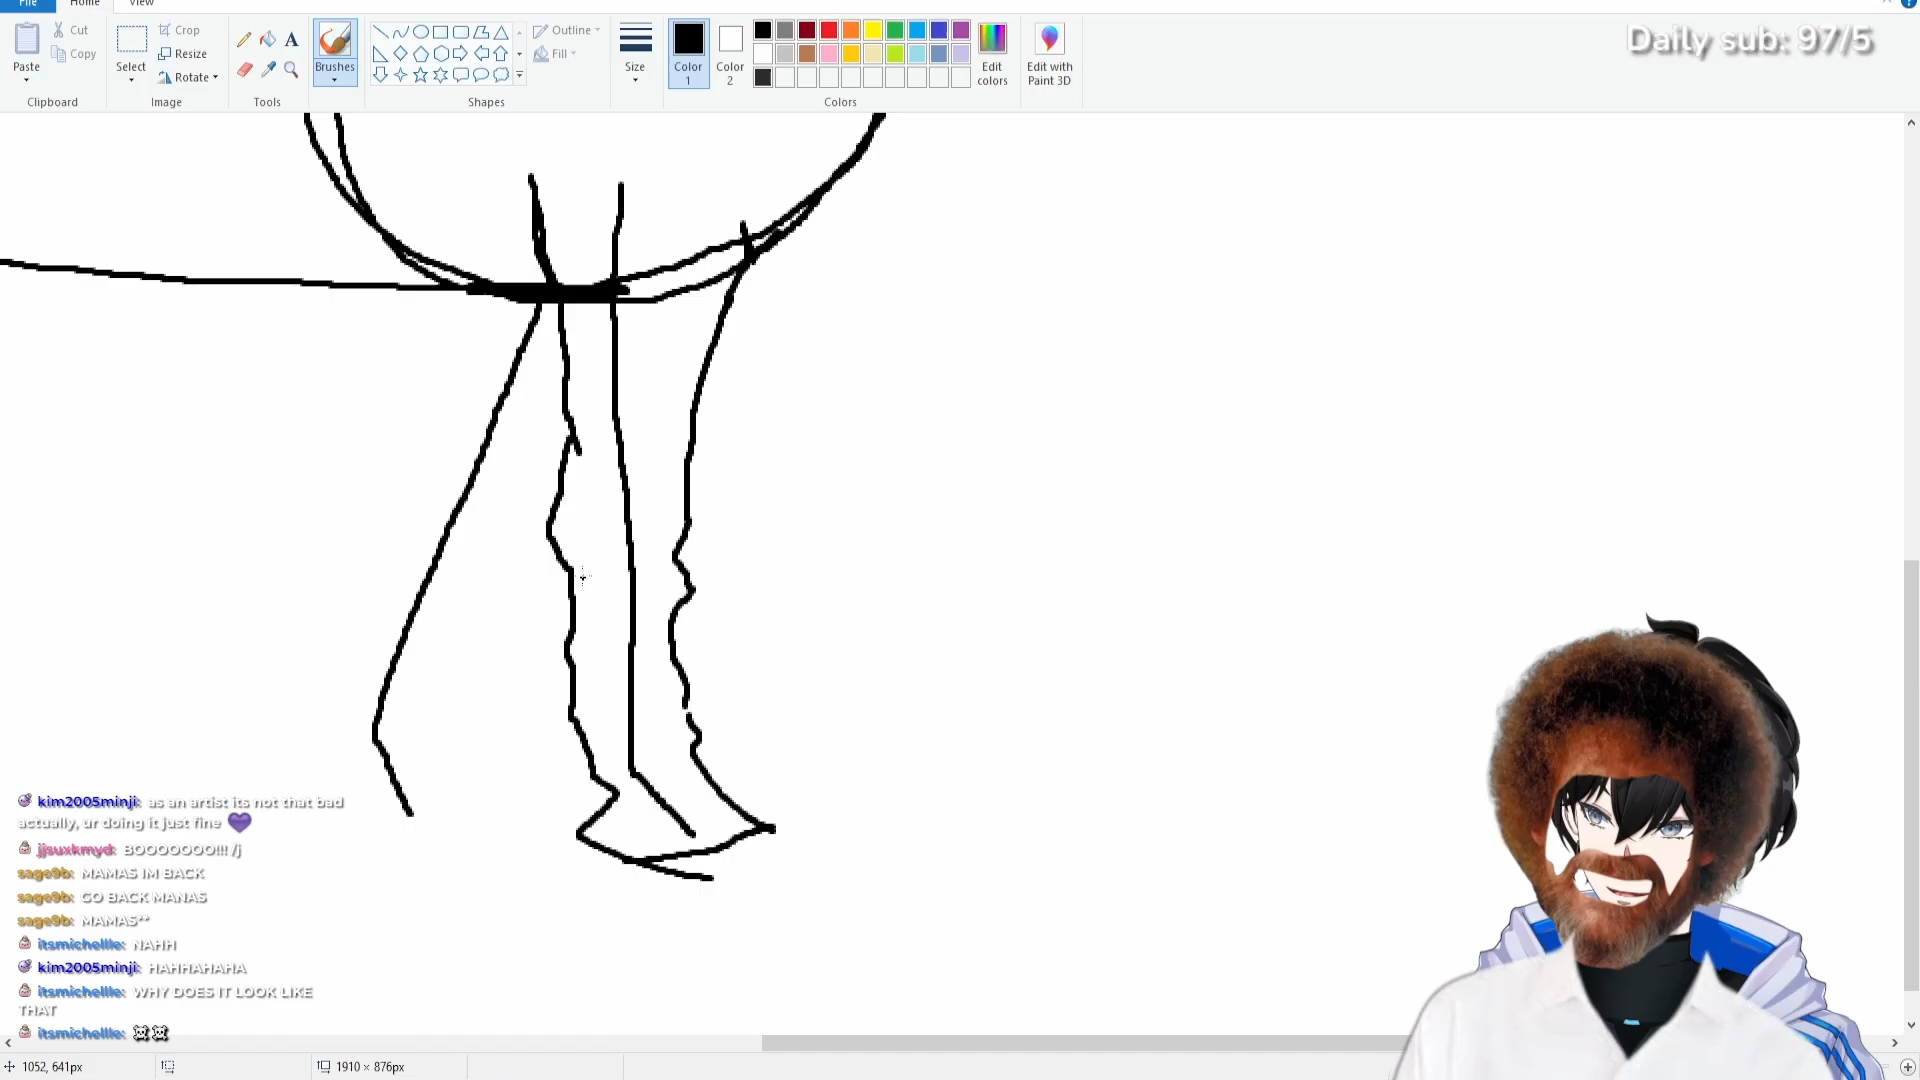 File Home View
Cut
Copy
Paste
Clipboard
Crop
Resize
Rotate
Select
Image
A
Tools
Brushes
Outline
Fill
Shapes
Size
Color
1
Color
2
Colors
Edit
colors
Edit with
Paint 3D
Daily sub: 97/5
kim2005minji: as an artist its not that bad
actually, ur doing it just fine
jjsuxkmyd: BOOOOOOO!!! /j
sage9b: MAMAS IM BACK
sage9b: GO BACK MANAS
sage9b: MAMAS**
itsmichellle: NAHH
kim2005minji: HAHHAHAHA
itsmichellle: WHY DOES IT LOOK LIKE
THAT
itsmichellle:
1052, 641px
1910 × 876px